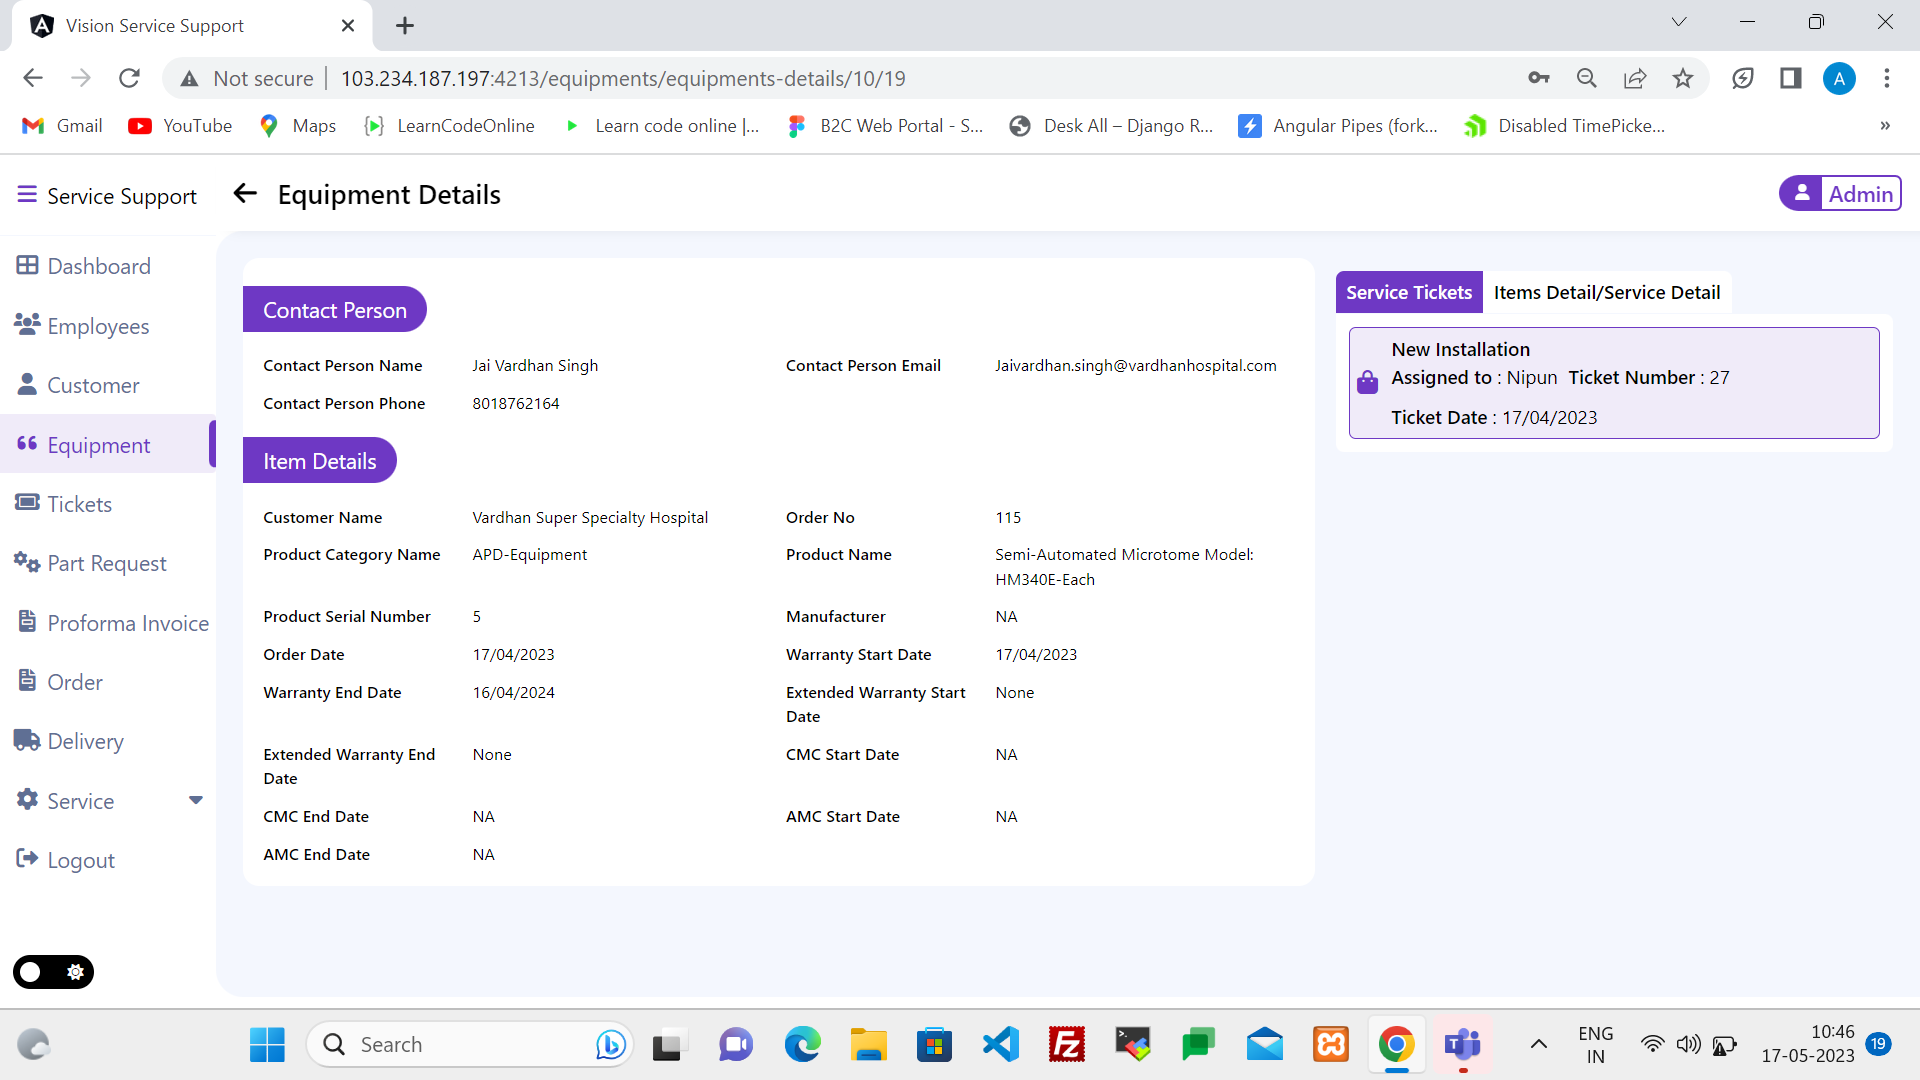 Vision Service Support
Not secure 103.234.187.197:4213/equipments/equipments-details/10/19
A
Gmail YouTube Maps LearnCodeOnline Learn code online |... B2C Web Portal - S... Desk All – Django R... Angular Pipes (fork... Disabled TimePicke... »
Service Support
Equipment Details
Admin
Dashboard
Employees
Customer
Equipment
Tickets
Part Request
Proforma Invoice
Order
Delivery
Service
Logout
Contact Person
Contact Person Name Jai Vardhan Singh Contact Person Email Jaivardhan.singh@vardhanhospital.com
Contact Person Phone 8018762164
Item Details
Customer Name Vardhan Super Specialty Hospital Order No 115
Product Category Name APD-Equipment Product Name Semi-Automated Microtome Model:
HM340E-Each
Product Serial Number 5 Manufacturer NA
Order Date 17/04/2023 Warranty Start Date 17/04/2023
Warranty End Date 16/04/2024 Extended Warranty Start
Date
None
Extended Warranty End
Date
None CMC Start Date NA
CMC End Date NA AMC Start Date NA
AMC End Date NA
Service Tickets Items Detail/Service Detail
New Installation
Assigned to : Nipun Ticket Number : 27
Ticket Date : 17/04/2023
Search
ENG
IN
10:46
17-05-2023
19